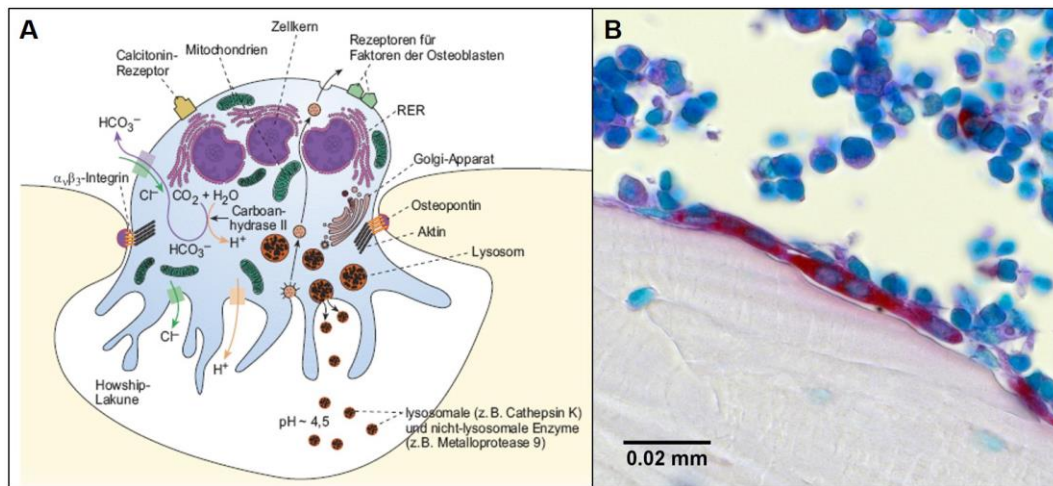 A
Zellkern
Mitochondrien
Calcitonin-
Rezeptor
Rezeptoren für
Faktoren der Osteoblasten
RER
HCO₃⁻
Golgi-Apparat
αᵥβ₃-Integrin
Cl⁻
CO₂ + H₂O
Carboan-
hydrase II
HCO₃⁻
H⁺
Osteopontin
Aktin
Lysosom
Cl⁻
H⁺
Howship-
Lakune
pH ~ 4,5
lysosomale (z. B. Cathepsin K)
und nicht-lysosomale Enzyme
(z.B. Metalloprotease 9)
B
0.02 mm